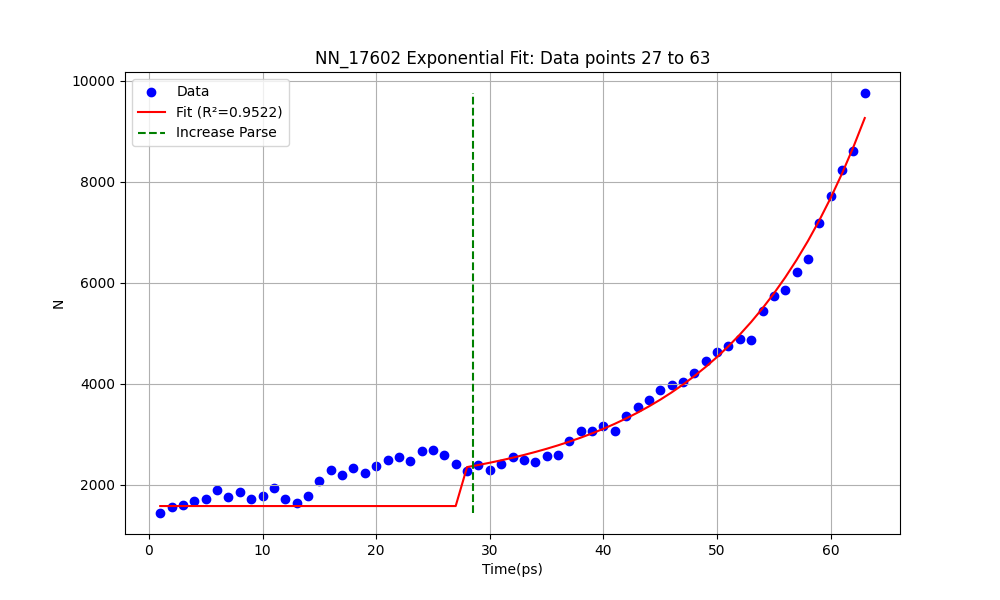 NN_17602 Exponential Fit: Data points 27 to 63
10000
8000
6000
4000
2000
N
Data
Fit (R²=0.9522)
Increase Parse
0 10 20 30 40 50 60
Time(ps)